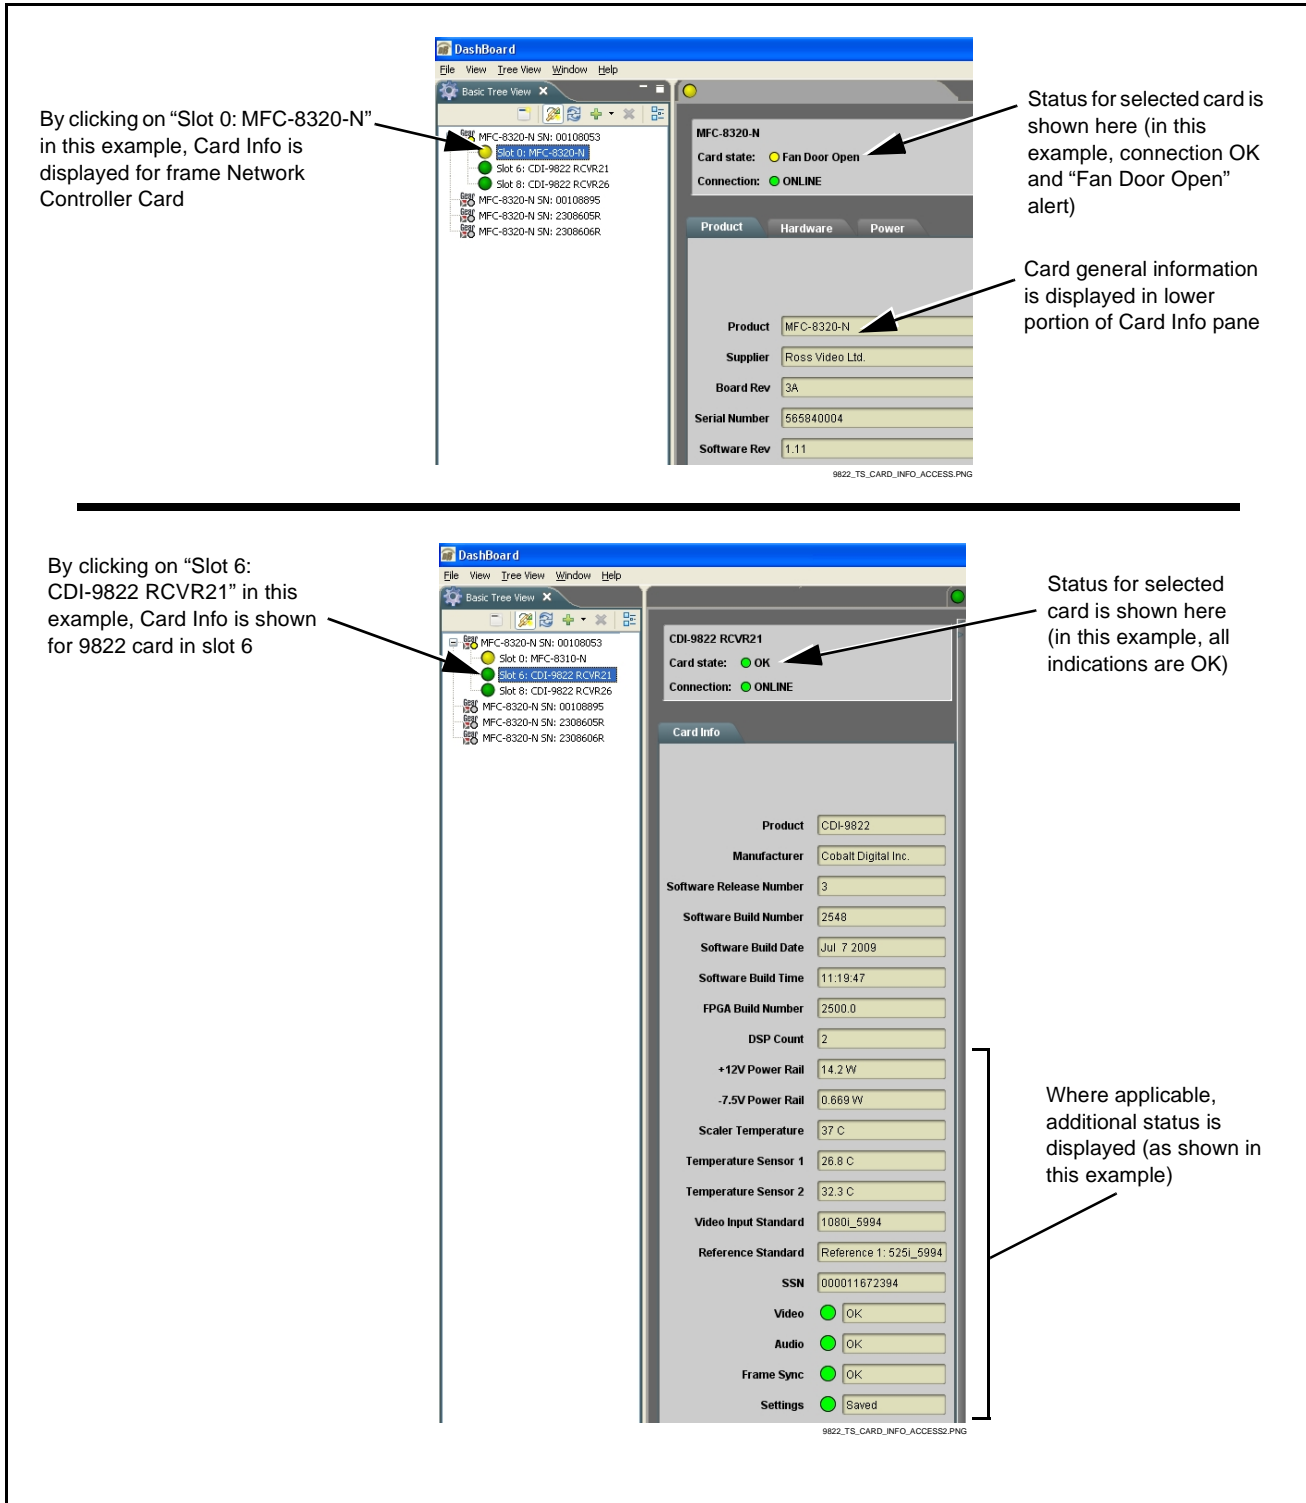 DashBoard
File View Tree View Window Help
Basic Tree View
By clicking on “Slot 0: MFC-8320-N”
in this example, Card Info is
displayed for frame Network
Controller Card
MFC-8320-N SN: 00108053
Slot 0: MFC-8320-N
Slot 6: CDI-9822 RCVR21
Slot 8: CDI-9822 RCVR26
MFC-8320-N SN: 00108895
MFC-8320-N SN: 2308605R
MFC-8320-N SN: 2308606R
MFC-8320-N
Card state: Fan Door Open
Connection: ONLINE
Product Hardware Power
Product MFC-8320-N
Supplier Ross Video Ltd.
Board Rev 3A
Serial Number 565840004
Software Rev 1.11
Status for selected card is
shown here (in this
example, connection OK
and “Fan Door Open”
alert)
Card general information
is displayed in lower
portion of Card Info pane
9822_TS_CARD_INFO_ACCESS.PNG
DashBoard
File View Tree View Window Help
Basic Tree View
By clicking on “Slot 6:
CDI-9822 RCVR21” in this
example, Card Info is shown
for 9822 card in slot 6
MFC-8320-N SN: 00108053
Slot 0: MFC-8310-N
Slot 6: CDI-9822 RCVR21
Slot 8: CDI-9822 RCVR26
MFC-8320-N SN: 00108895
MFC-8320-N SN: 2308605R
MFC-8320-N SN: 2308606R
CDI-9822 RCVR21
Card state: OK
Connection: ONLINE
Card Info
Product CDI-9822
Manufacturer Cobalt Digital Inc.
Software Release Number 3
Software Build Number 2548
Software Build Date Jul 7 2009
Software Build Time 11:19:47
FPGA Build Number 2500.0
DSP Count 2
+12V Power Rail 14.2 W
-7.5V Power Rail 0.669 W
Scaler Temperature 37 C
Temperature Sensor 1 26.8 C
Temperature Sensor 2 32.3 C
Video Input Standard 1080i_5994
Reference Standard Reference 1: 525i_5994
SSN 000011672394
Video OK
Audio OK
Frame Sync OK
Settings Saved
Status for selected
card is shown here
(in this example, all
indications are OK)
Where applicable,
additional status is
displayed (as shown in
this example)
9822_TS_CARD_INFO_ACCESS2.PNG